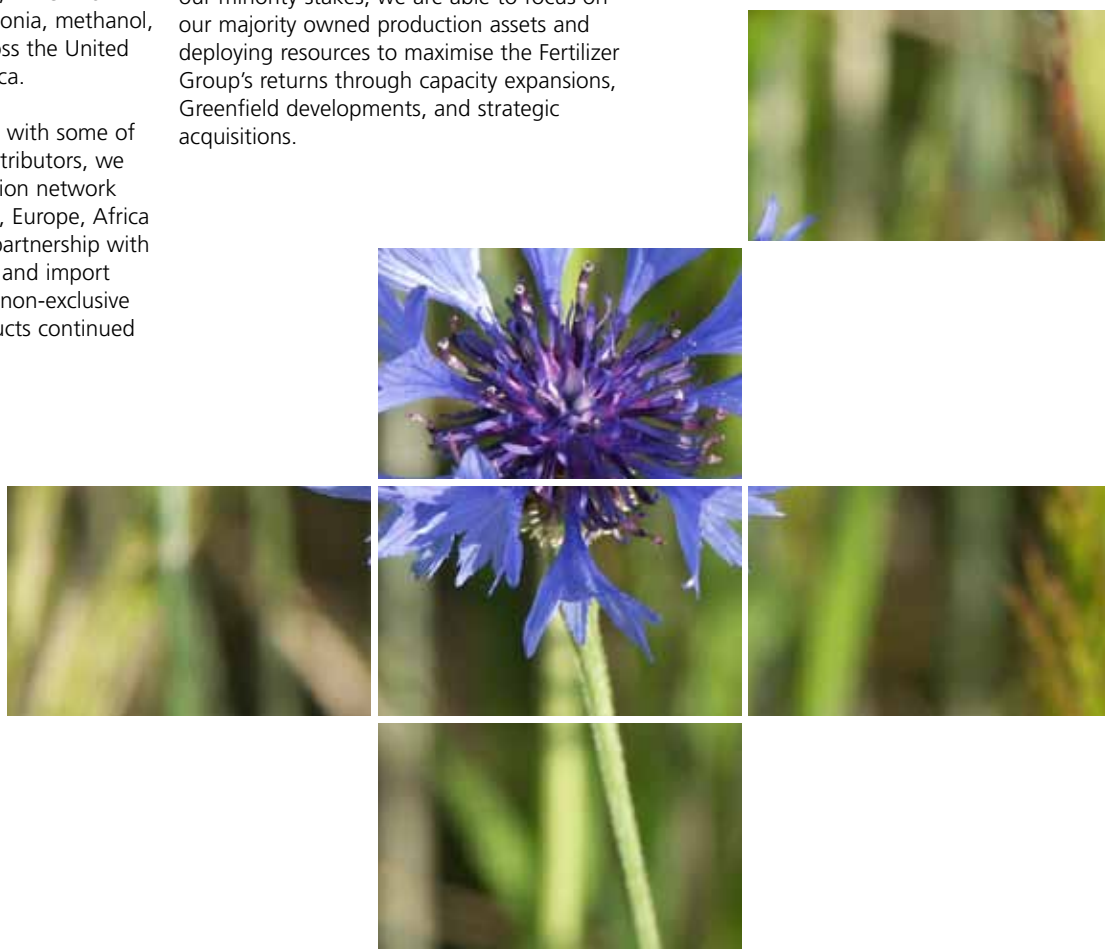 onia, methanol,
ss the United
ca.
with some of
tributors, we
ion network
, Europe, Africa
partnership with
and import
non-exclusive
ucts continued
our minority stakes, we are able to focus on
our majority owned production assets and
deploying resources to maximise the Fertilizer
Group's returns through capacity expansions,
Greenfield developments, and strategic
acquisitions.